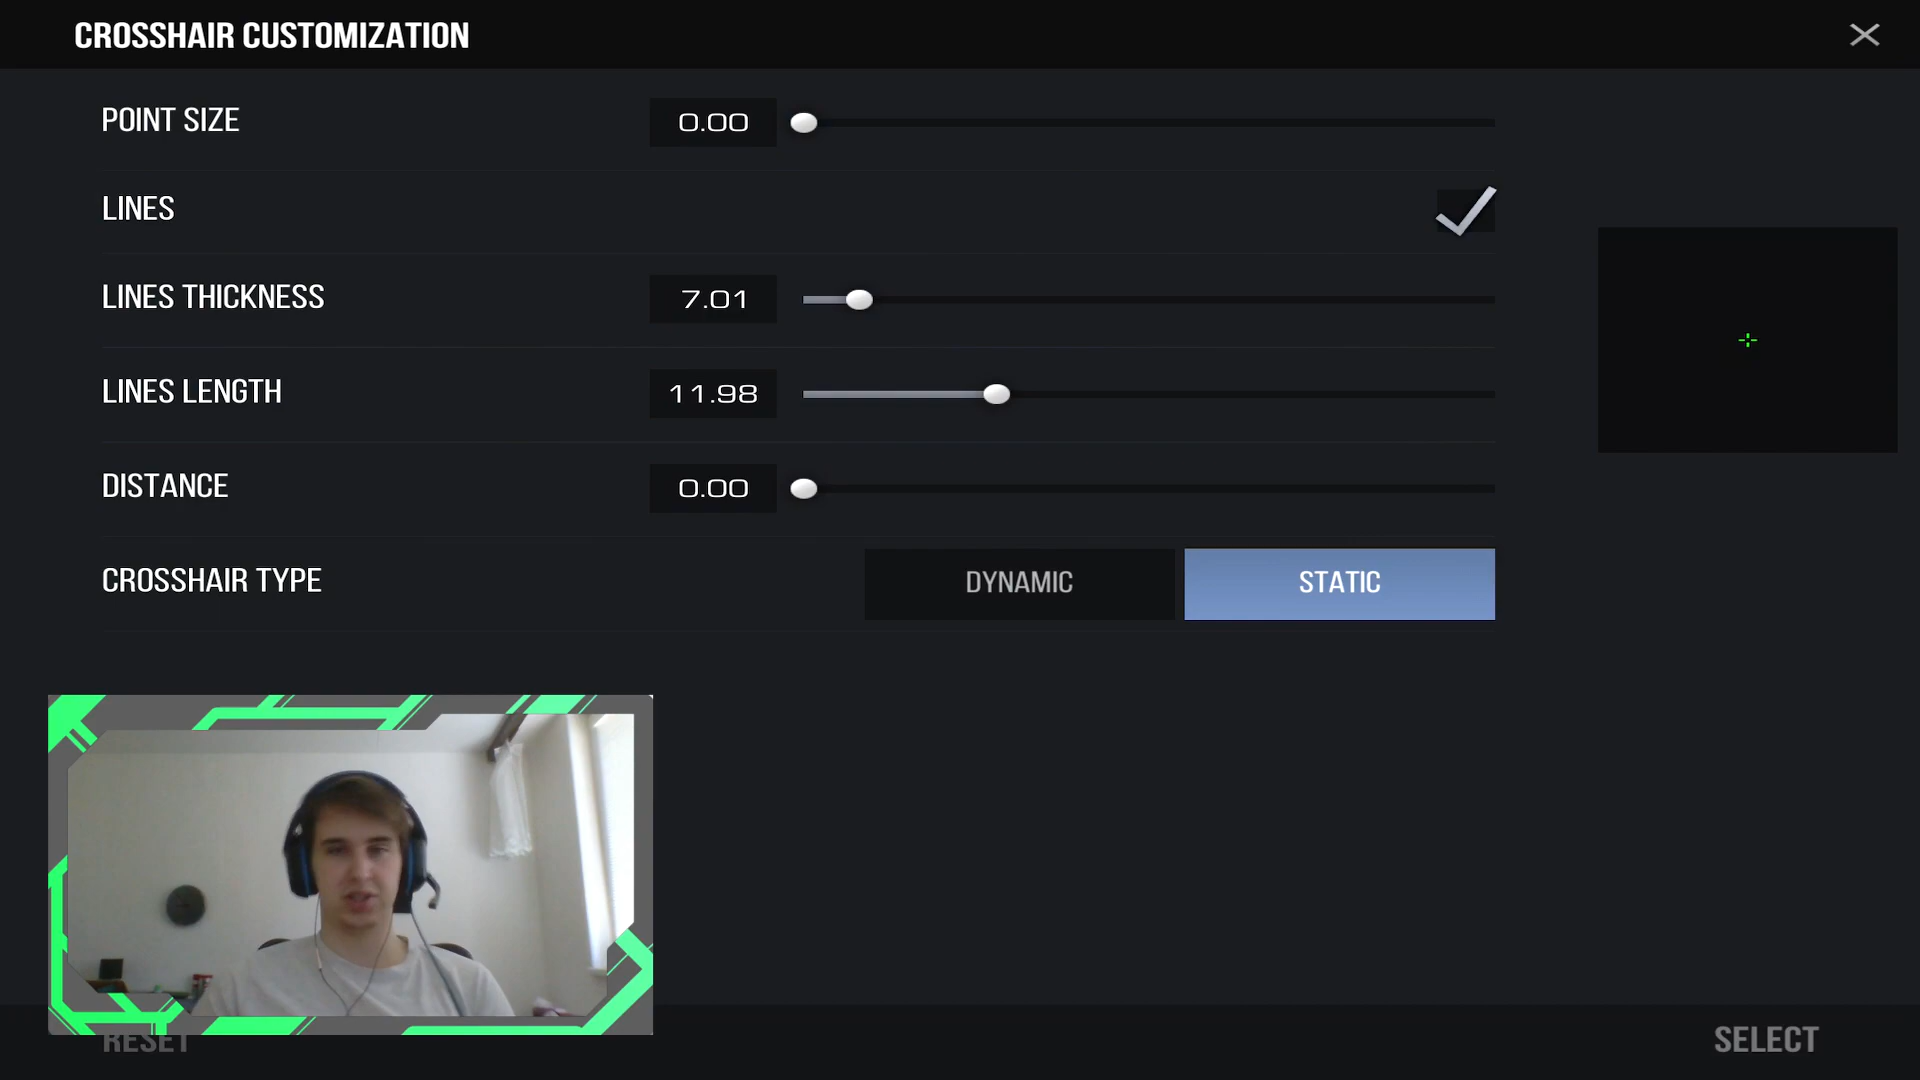 CROSSHAIR CUSTOMIZATION
POINT SIZE 0.00
LINES
LINES THICKNESS 7.01
LINES LENGTH 11.98
DISTANCE 0.00
CROSSHAIR TYPE DYNAMIC STATIC
RESET SELECT